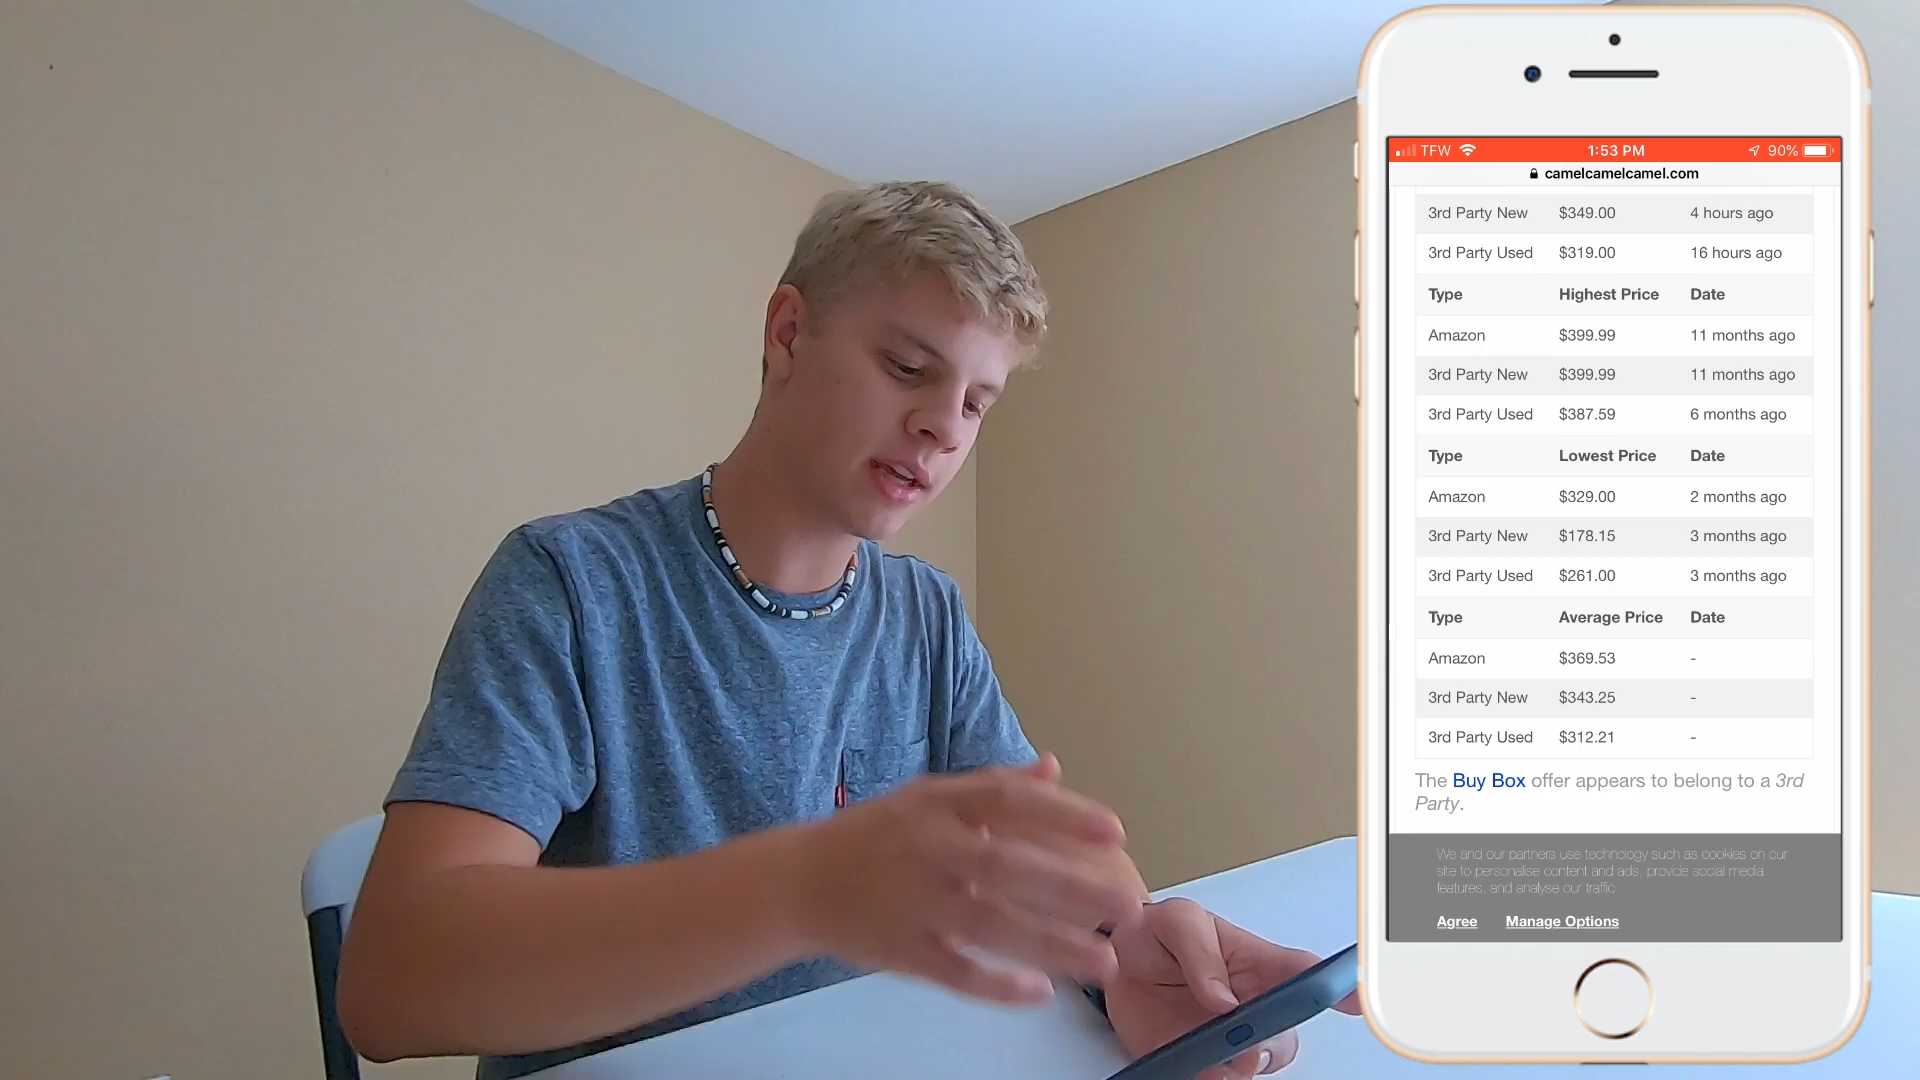 TFW 1:53 PM 90%
camelcamelcamel.com
3rd Party New $349.00 4 hours ago
3rd Party Used $319.00 16 hours ago
Type Highest Price Date
Amazon $399.99 11 months ago
3rd Party New $399.99 11 months ago
3rd Party Used $387.59 6 months ago
Type Lowest Price Date
Amazon $329.00 2 months ago
3rd Party New $178.15 3 months ago
3rd Party Used $261.00 3 months ago
Type Average Price Date
Amazon $369.53 -
3rd Party New $343.25 -
3rd Party Used $312.21 -
The Buy Box offer appears to belong to a 3rd
Party.
We and our partners use technology such as cookies on our
site to personalise content and ads, provide social media
features, and analyse our traffic.
Agree Manage Options